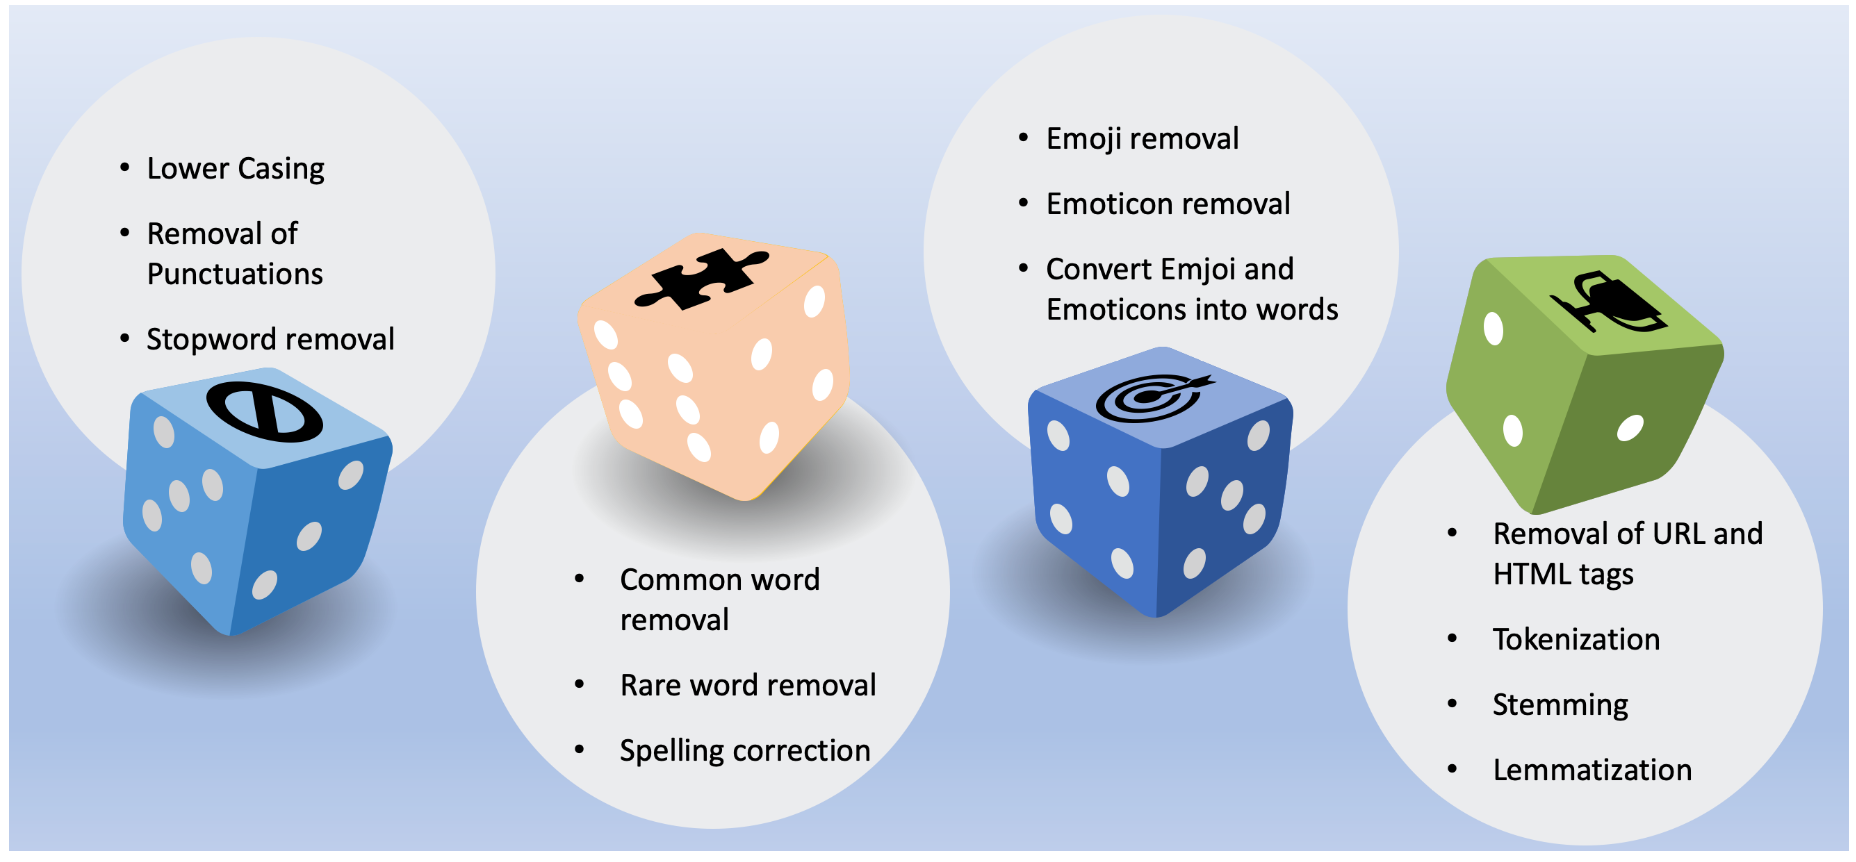 • Lower Casing
• Removal of
Punctuations
• Stopword removal
• Common word
removal
• Rare word removal
• Spelling correction
• Emoji removal
• Emoticon removal
• Convert Emjoi and
Emoticons into words
• Removal of URL and
HTML tags
• Tokenization
• Stemming
• Lemmatization